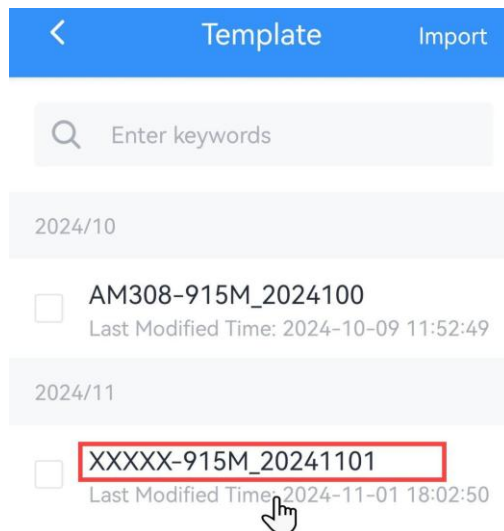 Template
Import
Enter keywords
2024/10
AM308-915M_2024100
Last Modified Time: 2024-10-09 11:52:49
2024/11
XXXXX-915M_20241101
Last Modified Time: 2024-11-01 18:02:50